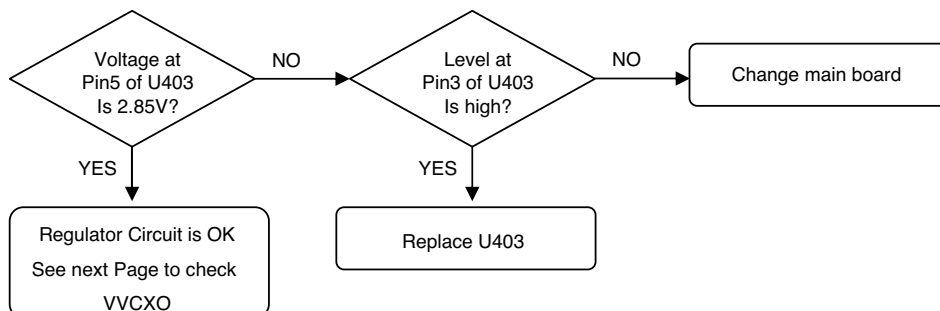 Voltage at
Pin5 of U403
Is 2.85V?
NO
Level at
Pin3 of U403
Is high?
NO
Change main board
YES
YES
Regulator Circuit is OK
See next Page to check
VVCXO
Replace U403